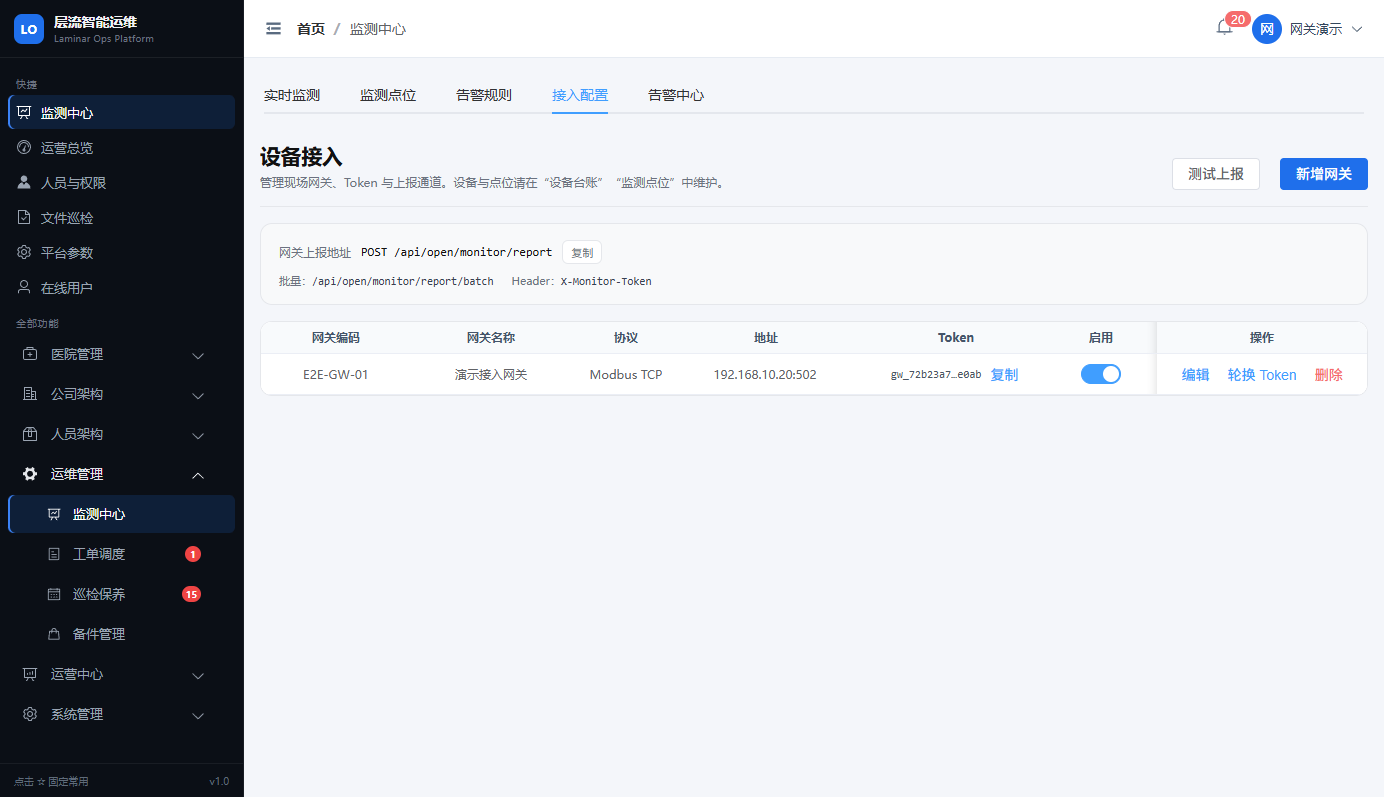 LO
层流智能运维
Laminar Ops Platform
快捷
监测中心
运营总览
人员与权限
文件巡检
平台参数
在线用户
全部功能
医院管理
公司架构
人员架构
运维管理
监测中心
工单调度 1
巡检保养 15
备件管理
运营中心
系统管理
点击 ☆ 固定常用 v1.0
首页 / 监测中心
20
网 网关演示
实时监测 监测点位 告警规则 接入配置 告警中心
设备接入
管理现场网关、Token 与上报通道。设备与点位请在“设备台账”“监测点位”中维护。
测试上报 新增网关
网关上报地址 POST /api/open/monitor/report 复制
批量：/api/open/monitor/report/batch Header：X-Monitor-Token
网关编码 网关名称 协议 地址 Token 启用 操作
E2E-GW-01 演示接入网关 Modbus TCP 192.168.10.20:502 gw_72b23a7…e0ab 复制 编辑 轮换 Token 删除